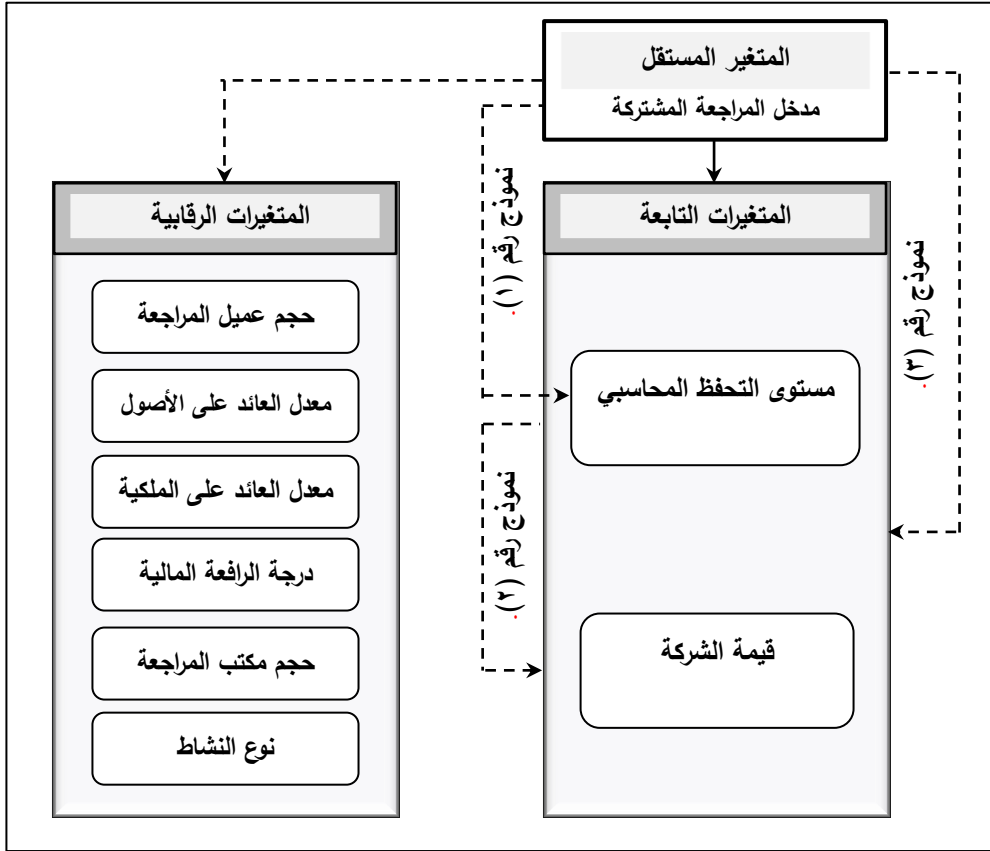 المتغير المستقل
مدخل المراجعة المشتركة
المتغيرات التابعة
نموذج رقم (١).
نموذج رقم (٣).
مستوى التحفظ المحاسبي
نموذج رقم (٢).
قيمة الشركة
المتغيرات الرقابية
حجم عميل المراجعة
معدل العائد على الأصول
معدل العائد على الملكية
درجة الرافعة المالية
حجم مكتب المراجعة
نوع النشاط